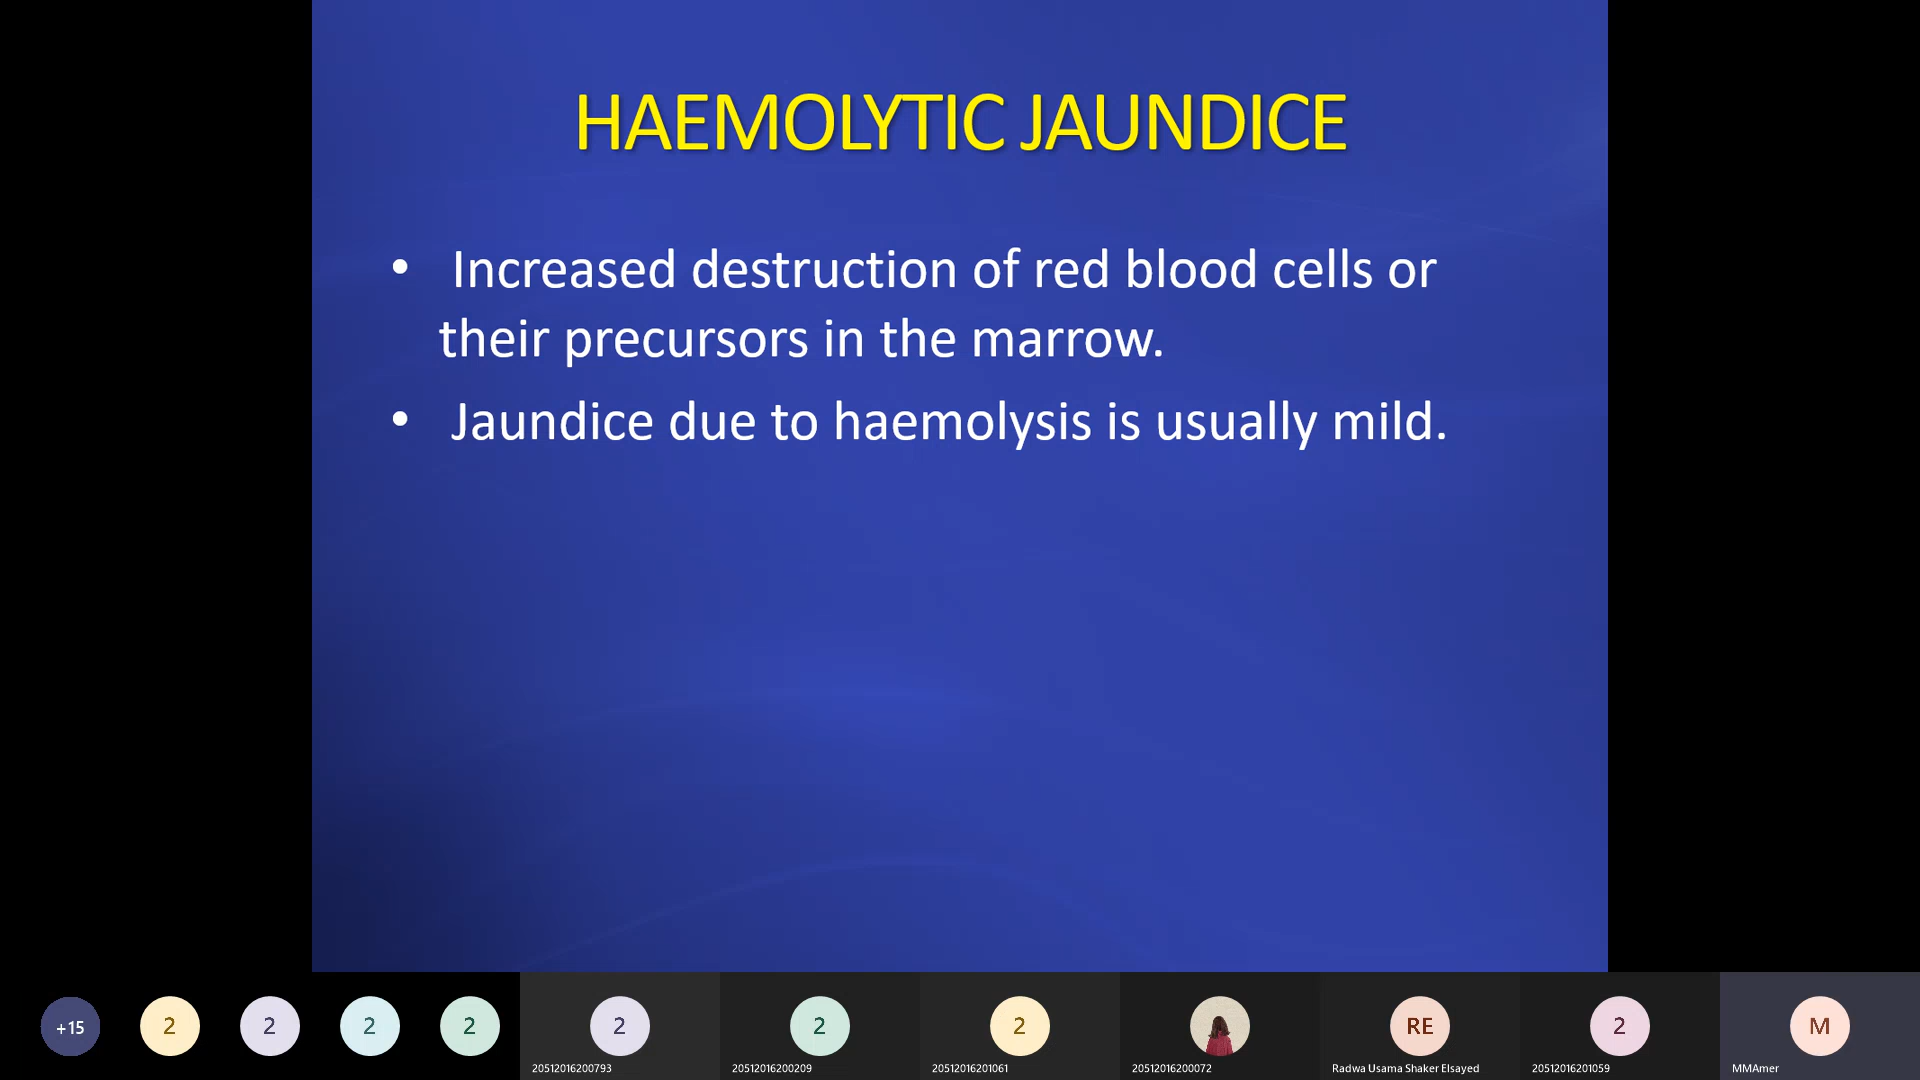 HAEMOLYTIC JAUNDICE
• Increased destruction of red blood cells or
their precursors in the marrow.
• Jaundice due to haemolysis is usually mild.
+15
2
2
2
2
2
2
2
RE
2
M
20512016200793
20512016200209
20512016201061
20512016200072
Radwa Usama Shaker Elsayed
20512016201059
MMAmer